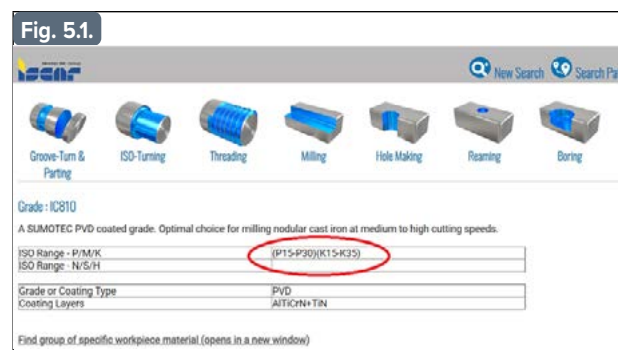 Fig. 5.1.
ISCAR
New Search Search Pa
Groove-Turn & Parting
ISO-Turning
Threading
Milling
Hole Making
Reaming
Boring
Grade : IC810
A SUMOTEC PVD coated grade. Optimal choice for milling nodular cast iron at medium to high cutting speeds.
ISO Range - P/M/K (P15-P30)(K15-K35)
ISO Range - N/S/H
Grade or Coating Type PVD
Coating Layers AlTiCrN+TiN
Find group of specific workpiece material (opens in a new window)